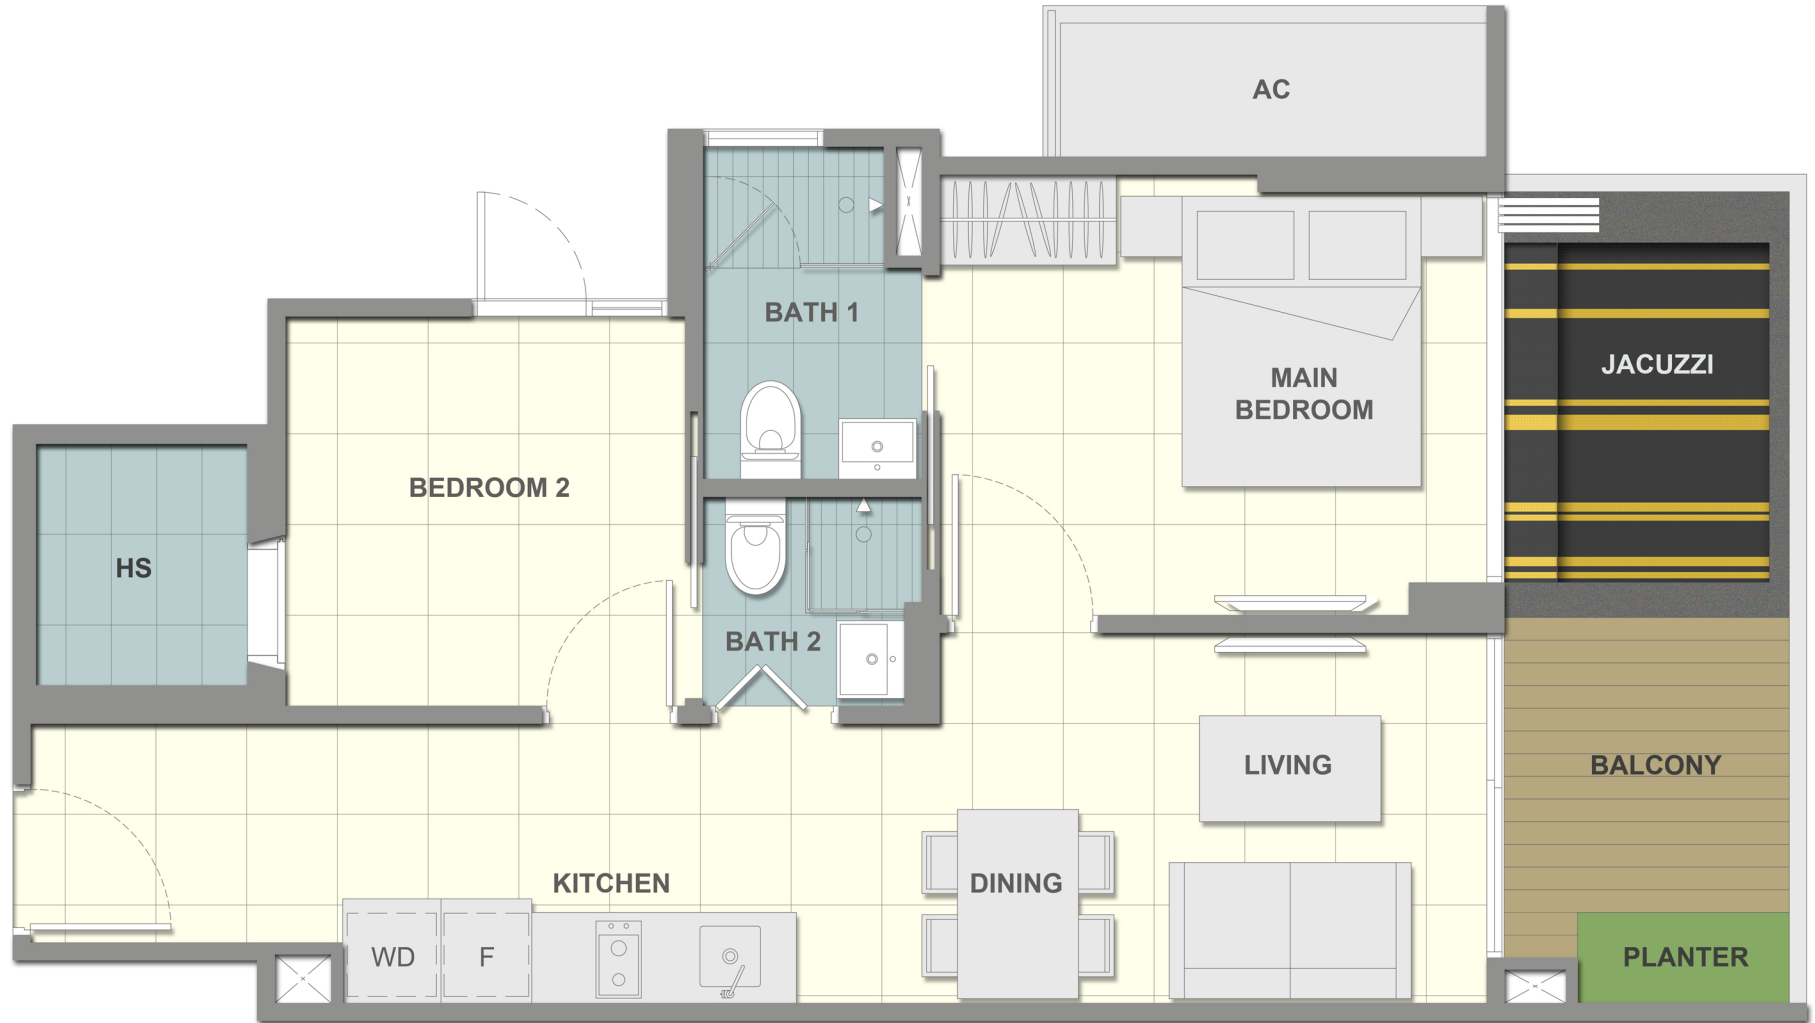 AC
BATH 1
JACUZZI
MAIN
BEDROOM
BEDROOM 2
HS
BATH 2
LIVING
BALCONY
KITCHEN
DINING
WD
F
PLANTER